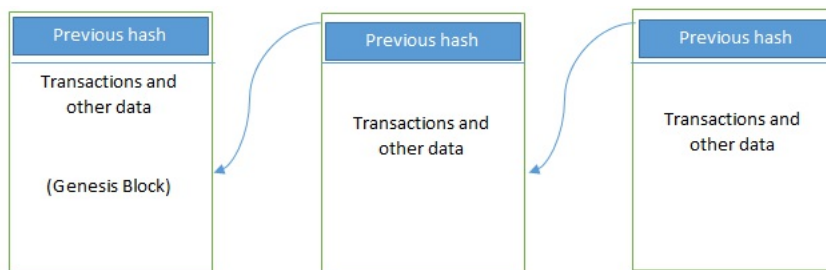 Previous hash
Transactions and
other data
(Genesis Block)
Previous hash
Transactions and
other data
Previous hash
Transactions and
other data